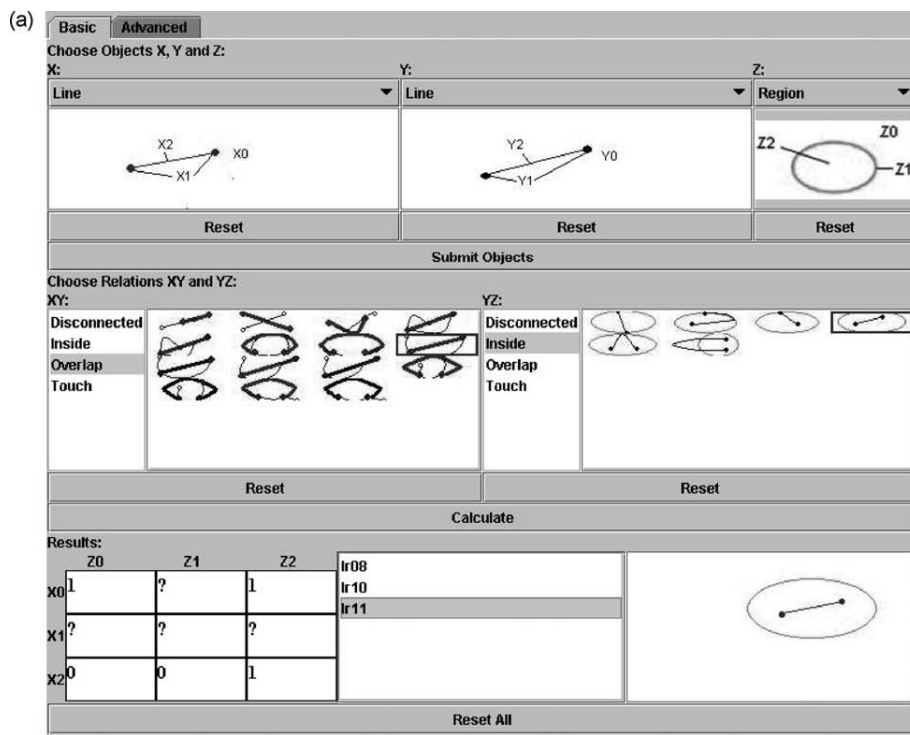 (a)
Basic Advanced
Choose Objects X, Y and Z:
X: Y: Z:
Line Line Region
X2 X0 X1
Y2 Y0 Y1
Z2 Z0 Z1
Reset Reset Reset
Submit Objects
Choose Relations XY and YZ:
XY: YZ:
Disconnected Disconnected
Inside Inside
Overlap Overlap
Touch Touch
Reset Reset
Calculate
Results:
Z0 Z1 Z2
X0 1 ? 1
X1 ? ? ?
X2 0 0 1
lr08
lr10
lr11
Reset All